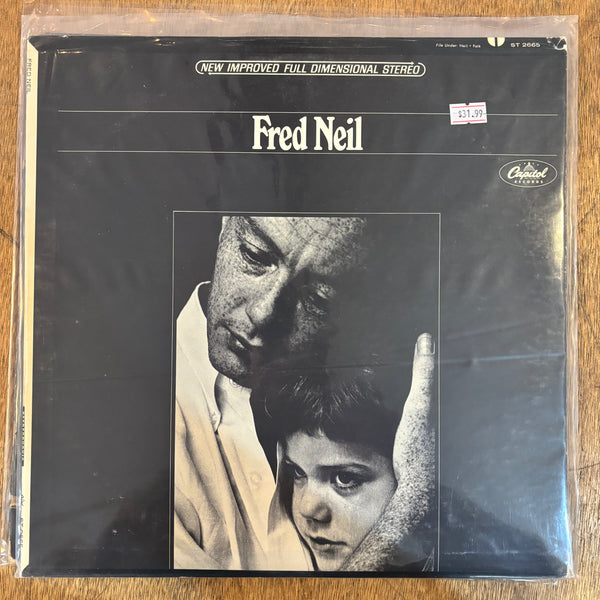 File Under: Neil • Folk
ST 2665
NEW IMPROVED FULL DIMENSIONAL STEREO
FRED NEIL
$31.99
Fred Neil
Capitol
RECORDS